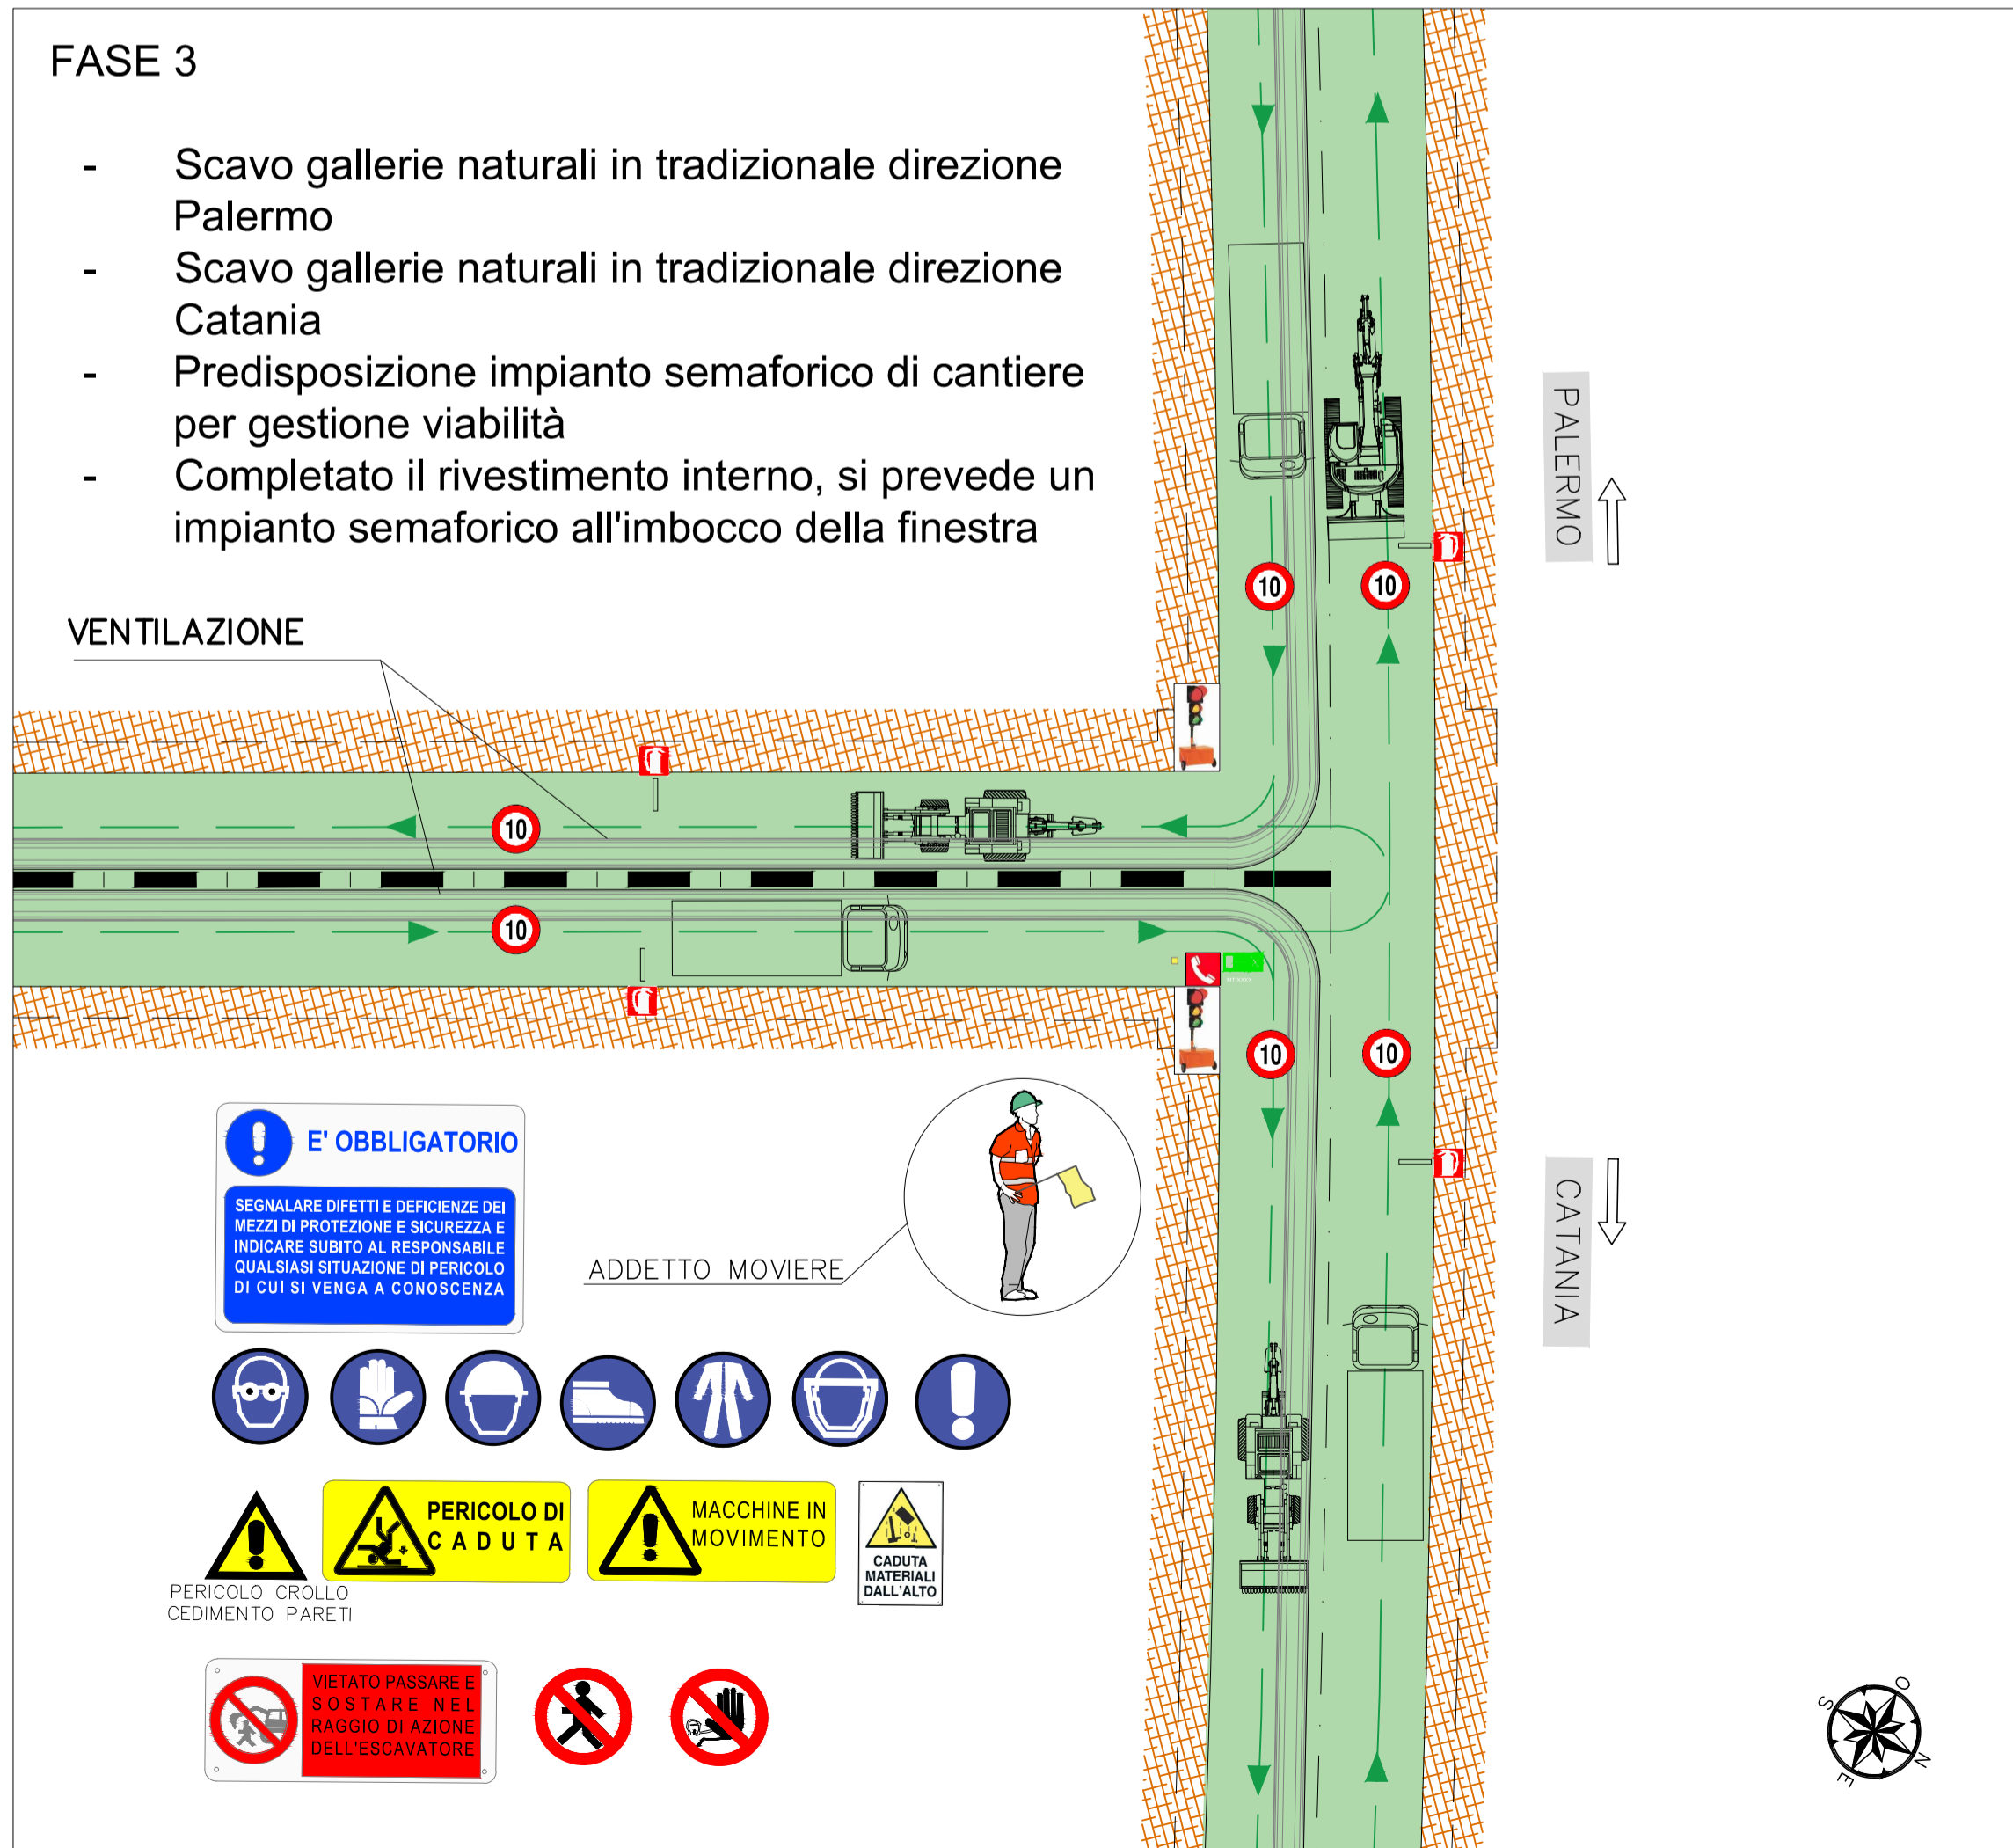 FASE 3
- Scavo gallerie naturali in tradizionale direzione
Palermo
- Scavo gallerie naturali in tradizionale direzione
Catania
- Predisposizione impianto semaforico di cantiere
per gestione viabilità
- Completato il rivestimento interno, si prevede un
impianto semaforico all'imbocco della finestra
VENTILAZIONE
PALERMO
10
10
10
10
10
10
CATANIA
E' OBBLIGATORIO
SEGNALARE DIFETTI E DEFICIENZE DEI
MEZZI DI PROTEZIONE E SICUREZZA E
INDICARE SUBITO AL RESPONSABILE
QUALSIASI SITUAZIONE DI PERICOLO
DI CUI SI VENGA A CONOSCENZA
ADDETTO MOVIERE
PERICOLO CROLLO
CEDIMENTO PARETI
PERICOLO DI
CADUTA
MACCHINE IN
MOVIMENTO
CADUTA
MATERIALI
DALL'ALTO
VIETATO PASSARE E
SOSTARE NEL
RAGGIO DI AZIONE
DELL'ESCAVATORE
O
S
N
E